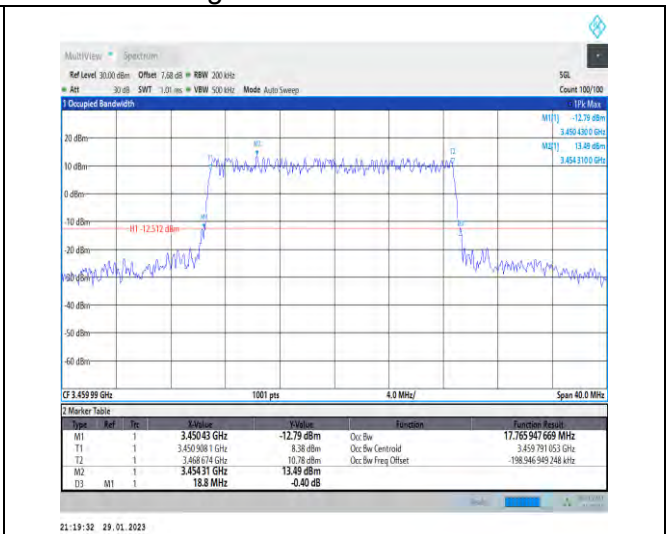 MultiView Spectrum
Ref Level 30.00 dBm Offset 7.68 dB RBW 200 kHz SGL
Att 30 dB SWT 1.01 ms VBW 500 kHz Mode Auto Sweep Count 100/100
1 Occupied Bandwidth 1Pk Max
M1[1] -12.79 dBm
3.450 430 0 GHz
M2[1] 13.49 dBm
3.454 310 0 GHz
20 dBm
M2
T2
10 dBm
0 dBm
M1
-10 dBm
H1 -12.512 dBm
-20 dBm
-30 dBm
-40 dBm
-50 dBm
-60 dBm
CF 3.459 99 GHz 1001 pts 4.0 MHz/ Span 40.0 MHz
2 Marker Table
Type Ref Trc X-Value Y-Value Function Function Result
M1 1 3.450 43 GHz -12.79 dBm Occ Bw 17.765 947 669 MHz
T1 1 3.450 908 1 GHz 8.38 dBm Occ Bw Centroid 3.459 791 053 GHz
T2 1 3.468 674 GHz 10.78 dBm Occ Bw Freq Offset -198.946 949 248 kHz
M2 1 3.454 31 GHz 13.49 dBm
D3 M1 1 18.8 MHz -0.40 dB
21:19:32 29.01.2023